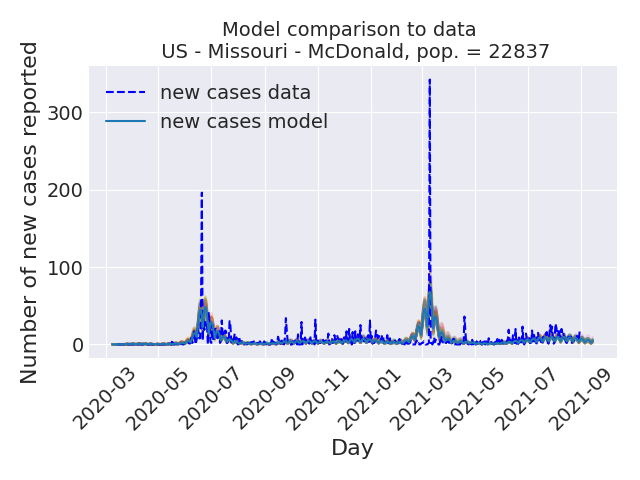 Model comparison to data
US - Missouri - McDonald, pop. = 22837
Number of new cases reported
300
200
100
0
new cases data
new cases model
2020-03
2020-05
2020-07
2020-09
2020-11
2021-01
2021-03
2021-05
2021-07
2021-09
Day